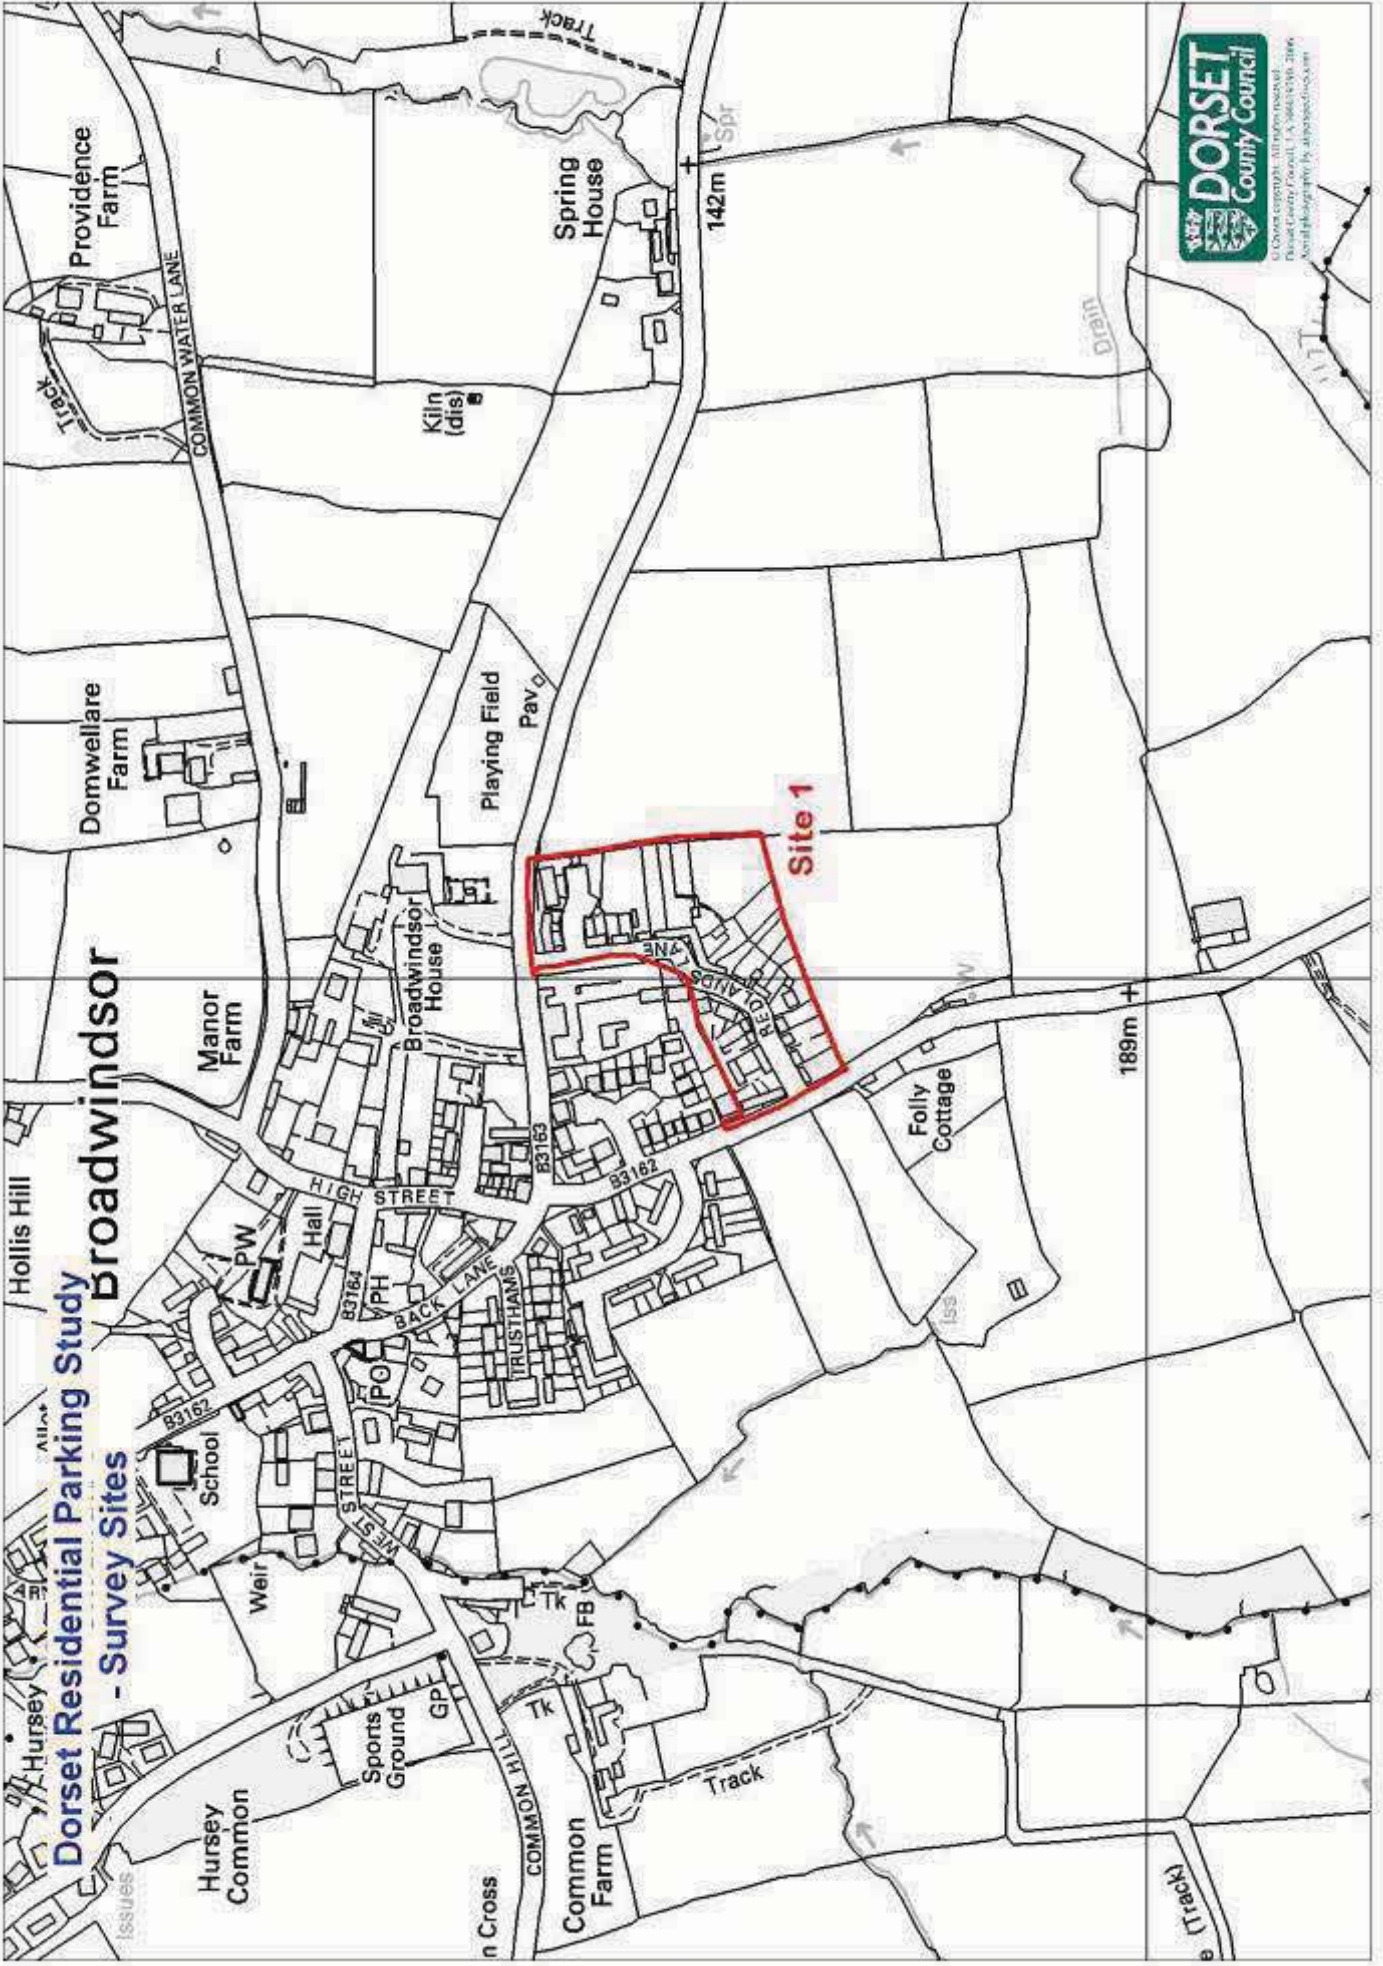 Dorset Residential Parking Study
- Survey Sites
Broadwindsor
Hollis Hill
Hursey
Issues
Hursey
Common
School
B3162
Weir
PW
Hall
Manor
Farm
Domwellare
Farm
Providence
Farm
Track
COMMON WATER LANE
HIGH STREET
B3164
PH
PO
WEST STREET
BACK LANE
TRUSTHAMS
Sports
Ground
GP
Broadwindsor
House
Playing Field
Pav
Kiln
(dis)
Spring
House
Track
142m
Spr
B3163
B3162
n Cross
COMMON HILL
Common
Farm
Tk
Tk
FB
Track
REDLANDS LYNE
Site 1
Folly
Cottage
W
Iss
189m
Drain
e (Track)
DORSET
County Council